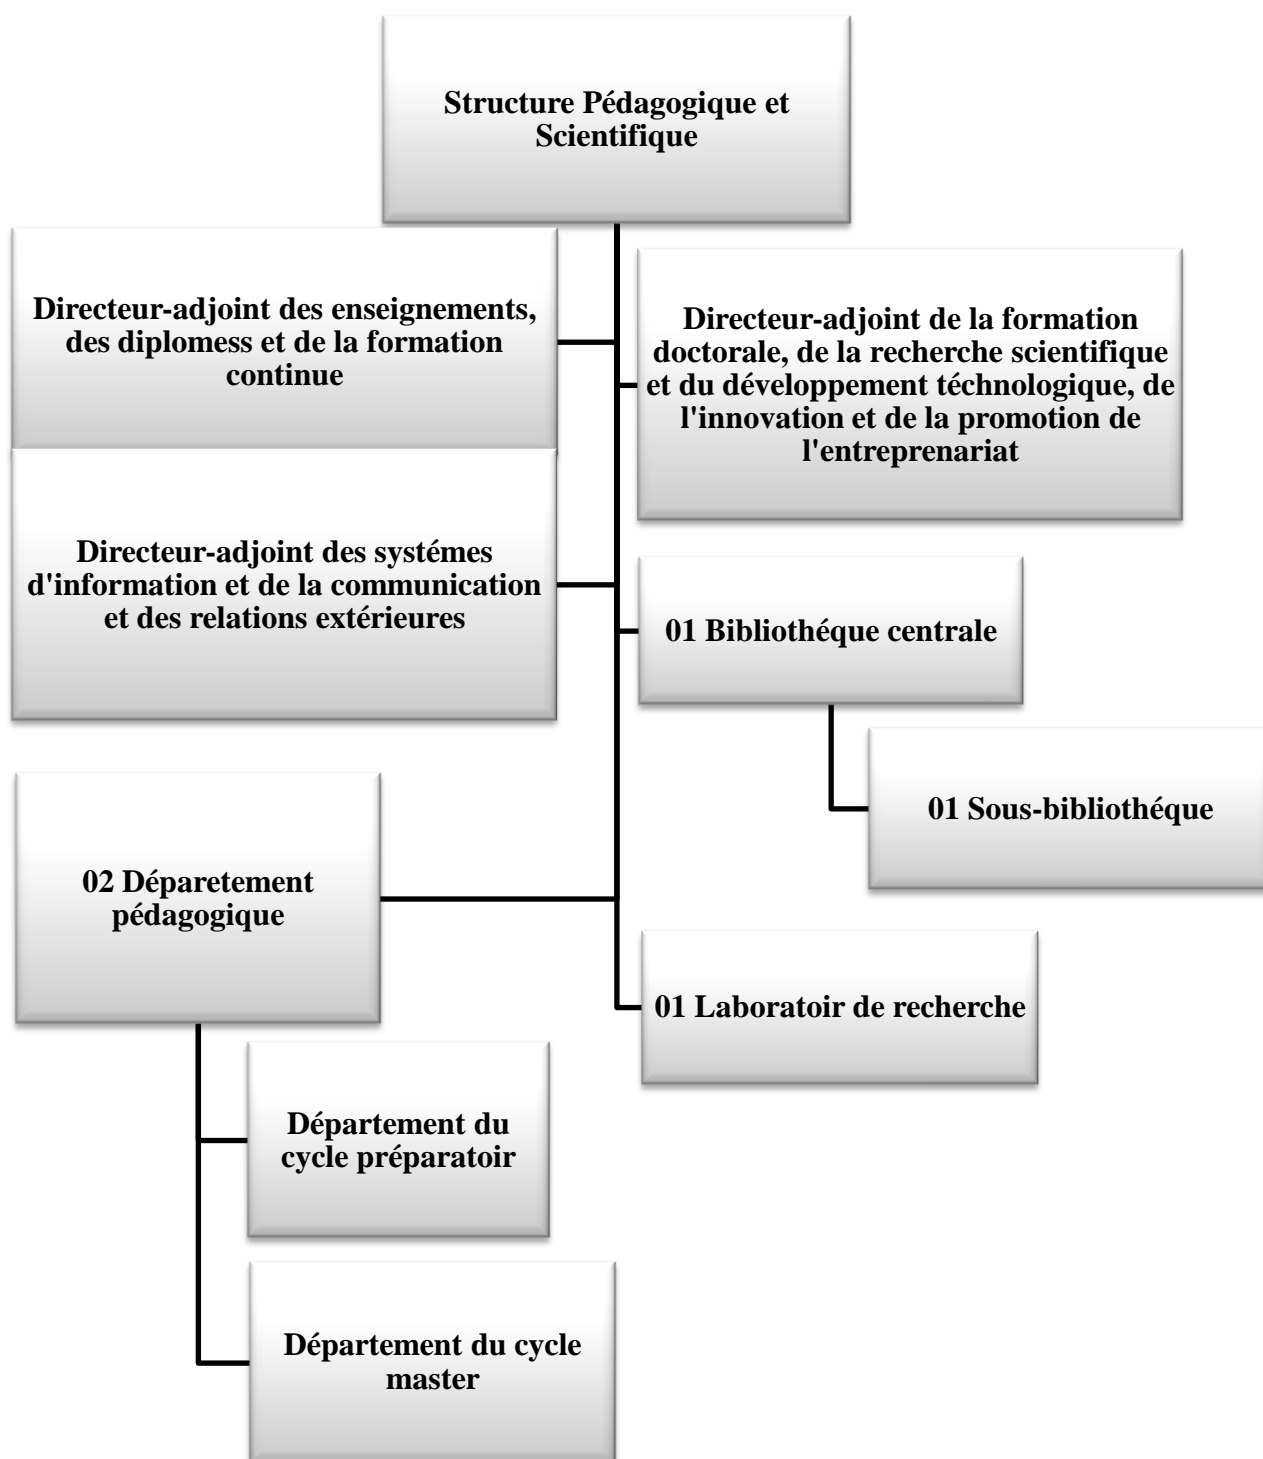 Structure Pédagogique et
Scientifique
Directeur-adjoint des enseignements,
des diplomess et de la formation
continue
Directeur-adjoint de la formation
doctorale, de la recherche scientifique
et du développement téchnologique, de
l'innovation et de la promotion de
l'entreprenariat
Directeur-adjoint des systémes
d'information et de la communication
et des relations extérieures
01 Bibliothéque centrale
01 Sous-bibliothéque
02 Déparetement
pédagogique
01 Laboratoir de recherche
Département du
cycle préparatoir
Département du cycle
master